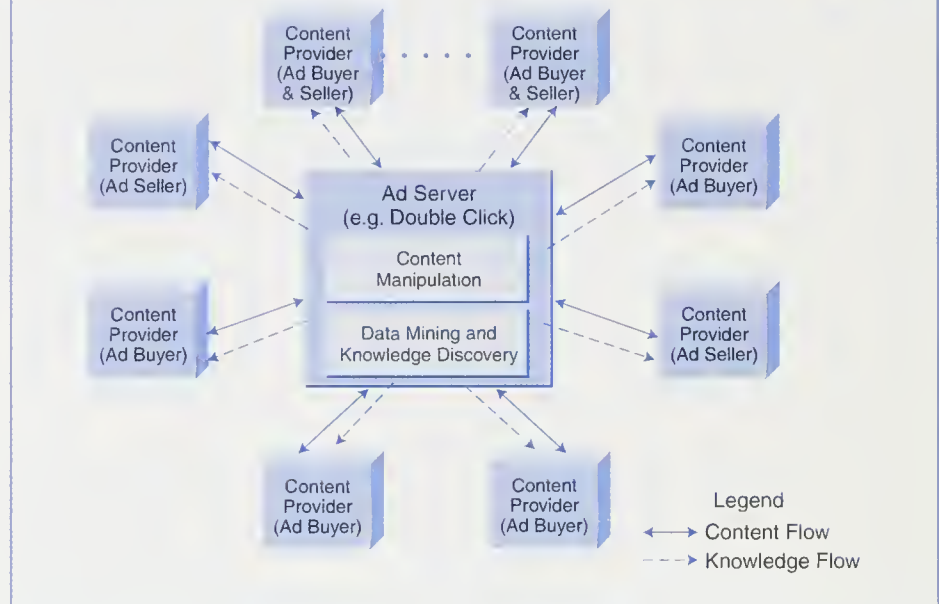 Content
Provider
(Ad Buyer
& Seller)
Content
Provider
(Ad Buyer
& Seller)
Content
Provider
(Ad Seller)
Content
Provider
(Ad Buyer)
Ad Server
(e.g. Double Click)
Content
Manipulation
Data Mining and
Knowledge Discovery
Content
Provider
(Ad Buyer)
Content
Provider
(Ad Seller)
Content
Provider
(Ad Buyer)
Content
Provider
(Ad Buyer)
Legend
Content Flow
Knowledge Flow